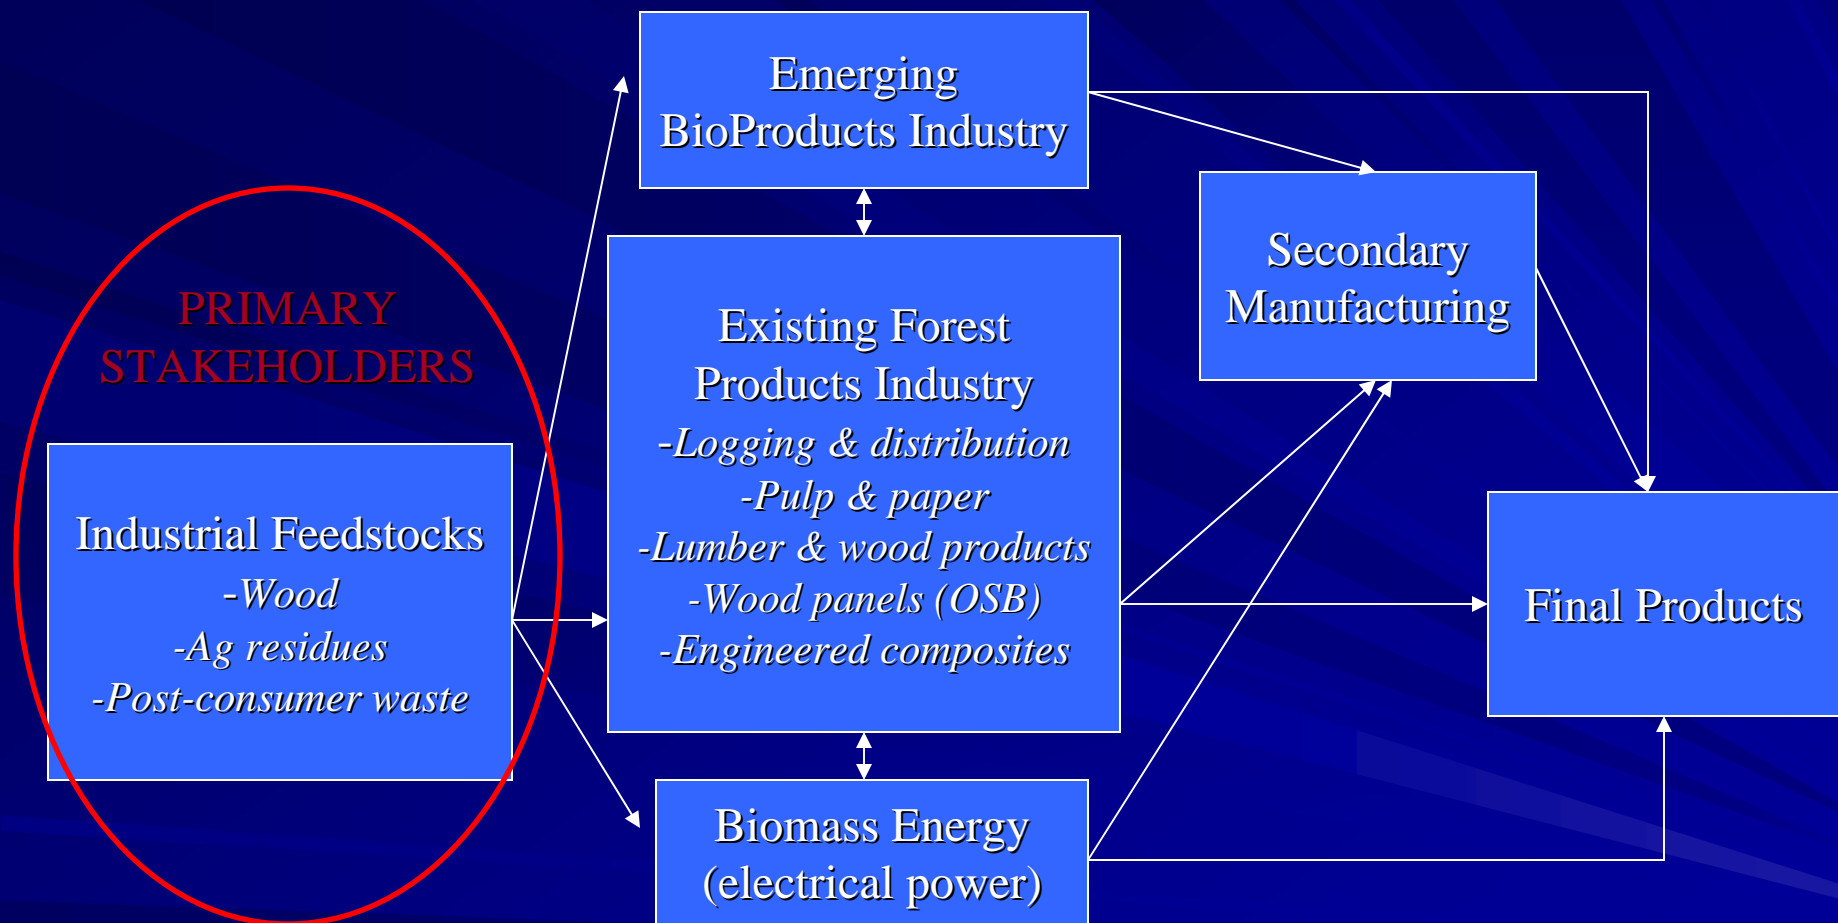 Emerging
BioProducts Industry
PRIMARY
STAKEHOLDERS
Industrial Feedstocks
-Wood
-Ag residues
-Post-consumer waste
Existing Forest
Products Industry
-Logging & distribution
-Pulp & paper
-Lumber & wood products
-Wood panels (OSB)
-Engineered composites
Biomass Energy
(electrical power)
Secondary
Manufacturing
Final Products